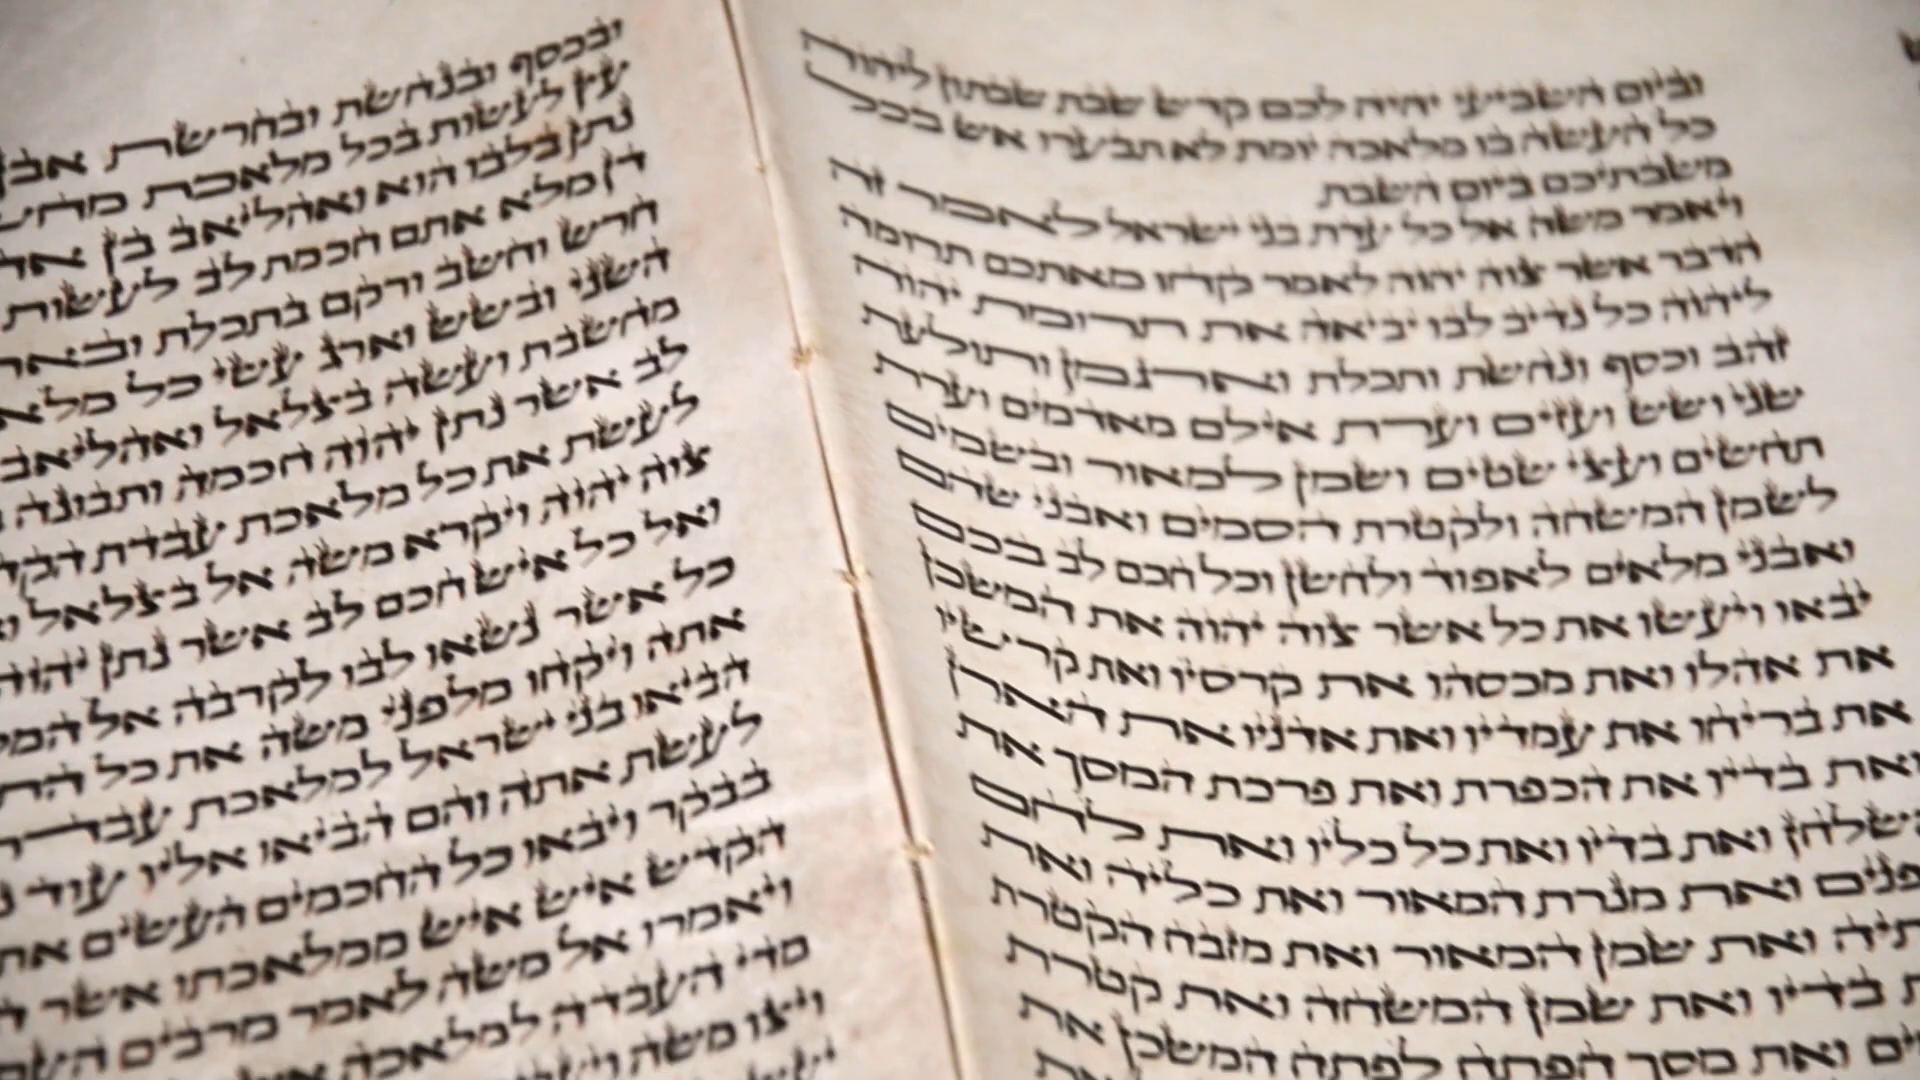 וביום השביעי יהיה לכם קדש שבת שבתון ליהוה
כל העשה בו מלאכה יומת לא תבערו אש בכל
משבתיכם ביום השבת
ויאמר משה אל כל עדת בני ישראל לאמר זה
הדבר אשר צוה יהוה לאמר קחו מאתכם תרומה
ליהוה כל נדיב לבו יביאה את תרומת יהוה
זהב וכסף ונחשת ותכלת וארגמן ותולעת
שני ושש ועזים וערת אילם מאדמים וערת
תחשים ועצי שטים ושמן למאור ובשמים
לשמן המשחה ולקטרת הסמים ואבני שהם
ואבני מלאים לאפוד ולחשן וכל חכם לב בכם
יבאו ויעשו את כל אשר צוה יהוה את המשכן
את אהלו ואת מכסהו את קרסיו ואת קרשיו
את בריחו את עמדיו ואת אדניו את הארן
ואת בדיו את הכפרת ואת פרכת המסך את
השלחן ואת בדיו ואת כל כליו ואת לחם
הפנים ואת מנרת המאור ואת כליה ואת
ואת שמן המאור ואת מזבח הקטרת
בדיו ואת שמן המשחה ואת קטרת
ואת מסך הפתח לפתח המשכן את
ובכסף ובנחשת ובחרשת אבן
עץ לעשות בכל מלאכת
נתן בלבו הוא ואהליאב בן
דן מלא אתם חכמת לב לעשות
חרש וחשב ורקם בתכלת
השני ובשש וארג עשי כל
מחשבת ועשה בצלאל ואהליאב
לב אשר נתן יהוה חכמה ותבונה
לעשת את כל מלאכת עבדת
צוה יהוה ויקרא משה אל בצלאל
ואל כל איש חכם לב אשר נתן יהוה
כל אשר נשאו לבו לקרבה אל
אתה ויקחו מלפני משה את כל
הביאו בני ישראל למלאכת
לעשת אתה והם הביאו אליו עוד
בבקר ויבאו כל החכמים העשים את
הקדש איש איש ממלאכתו אשר
ויאמרו אל משה לאמר מרבים
מדי העבדה למלאכה
ויצו משה